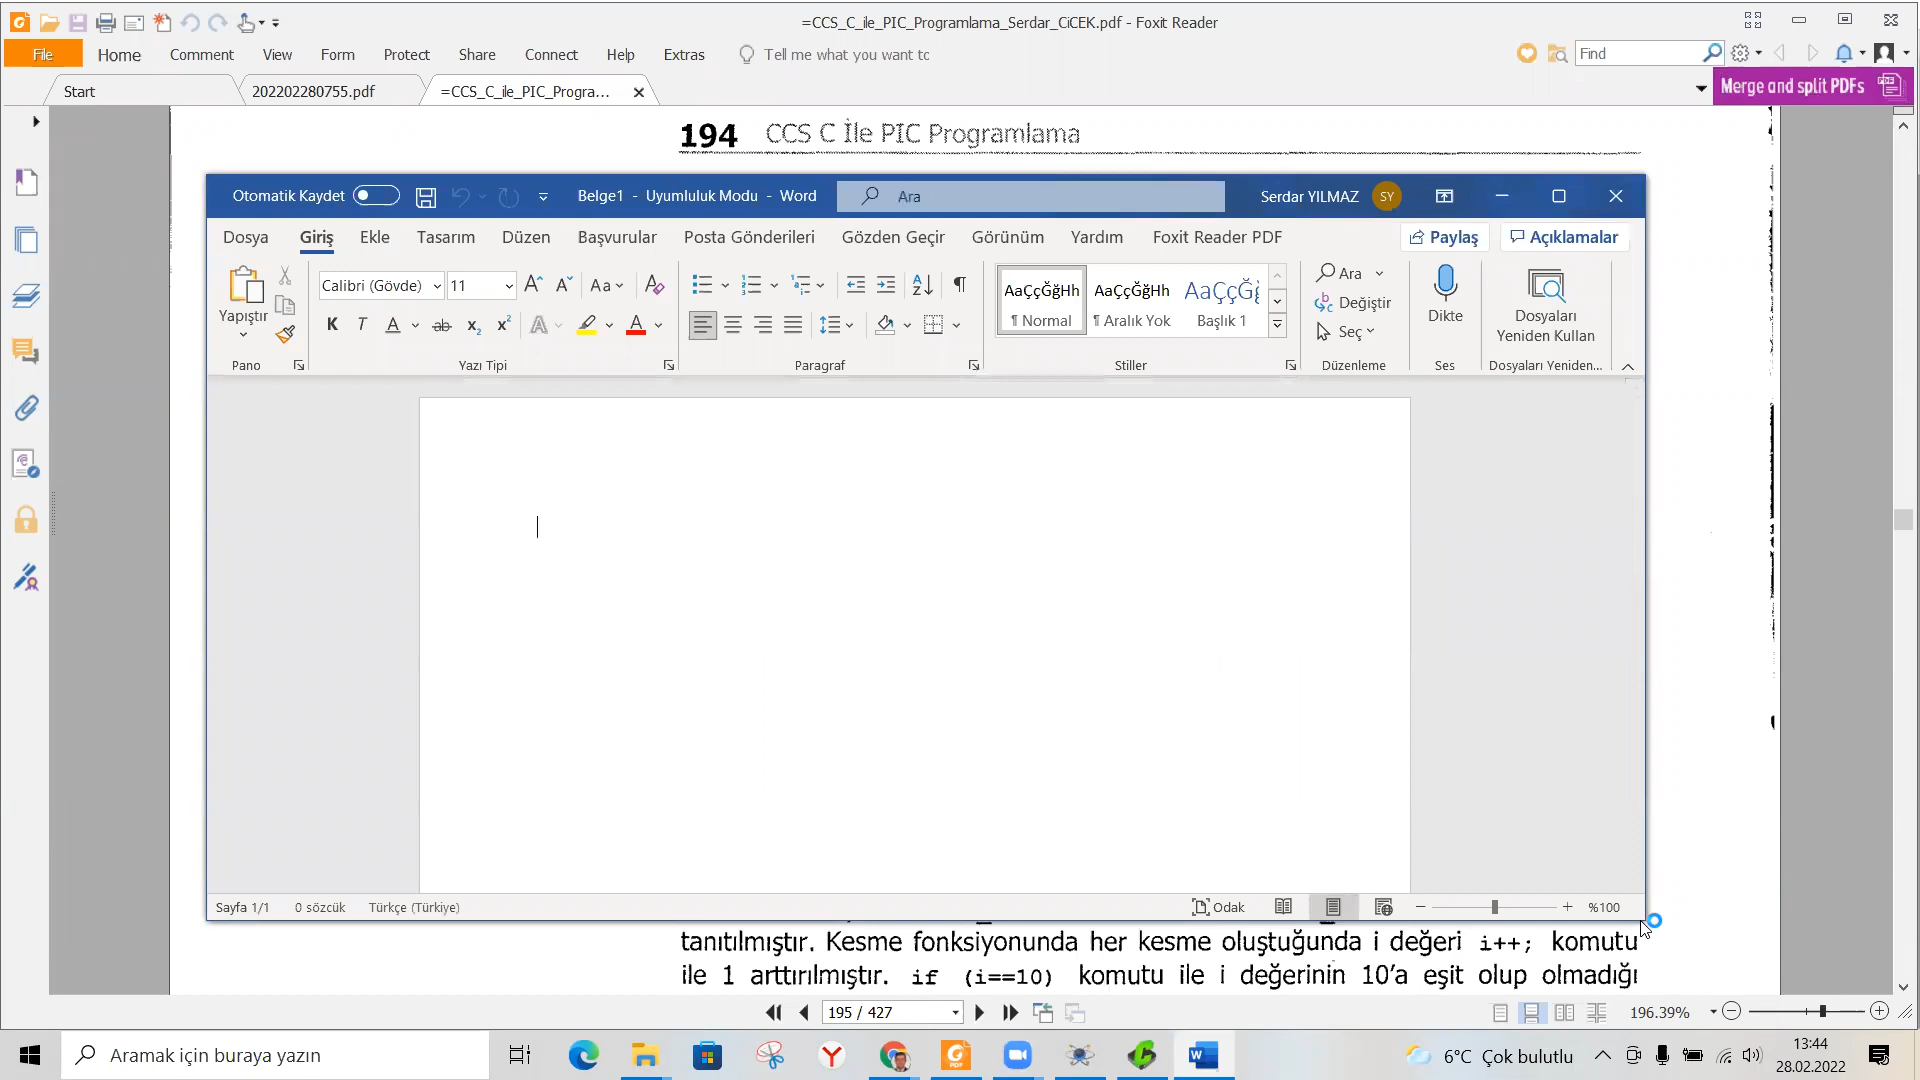 =CCS_C_ile_PIC_Programlama_Serdar_CiCEK.pdf - Foxit Reader
File Home Comment View Form Protect Share Connect Help Extras Tell me what you want to Find
Start 202202280755.pdf =CCS_C_ile_PIC_Progra... Merge and split PDFs
194 CCS C İle PIC Programlama
Otomatik Kaydet Belge1 - Uyumluluk Modu - Word Ara Serdar YILMAZ SY
Dosya Giriş Ekle Tasarım Düzen Başvurular Posta Gönderileri Gözden Geçir Görünüm Yardım Foxit Reader PDF Paylaş Açıklamalar
Yapıştır Calibri (Gövde) 11 Aa
K T A ab x₂ x² A A
AaÇçĞğHh AaÇçĞğHh AaÇçĞğ
¶ Normal ¶ Aralık Yok Başlık 1
Ara
Değiştir
Seç
Dikte
Dosyaları
Yeniden Kullan
Pano Yazı Tipi Paragraf Stiller Düzenleme Ses Dosyaları Yeniden...
Sayfa 1/1 0 sözcük Türkçe (Türkiye) Odak %100
tanıtılmıştır. Kesme fonksiyonunda her kesme oluştuğunda i değeri i++; komutu
ile 1 arttırılmıştır. if (i==10) komutu ile i değerinin 10'a eşit olup olmadığı
195 / 427 196.39%
Aramak için buraya yazın 6°C Çok bulutlu 13:44
28.02.2022